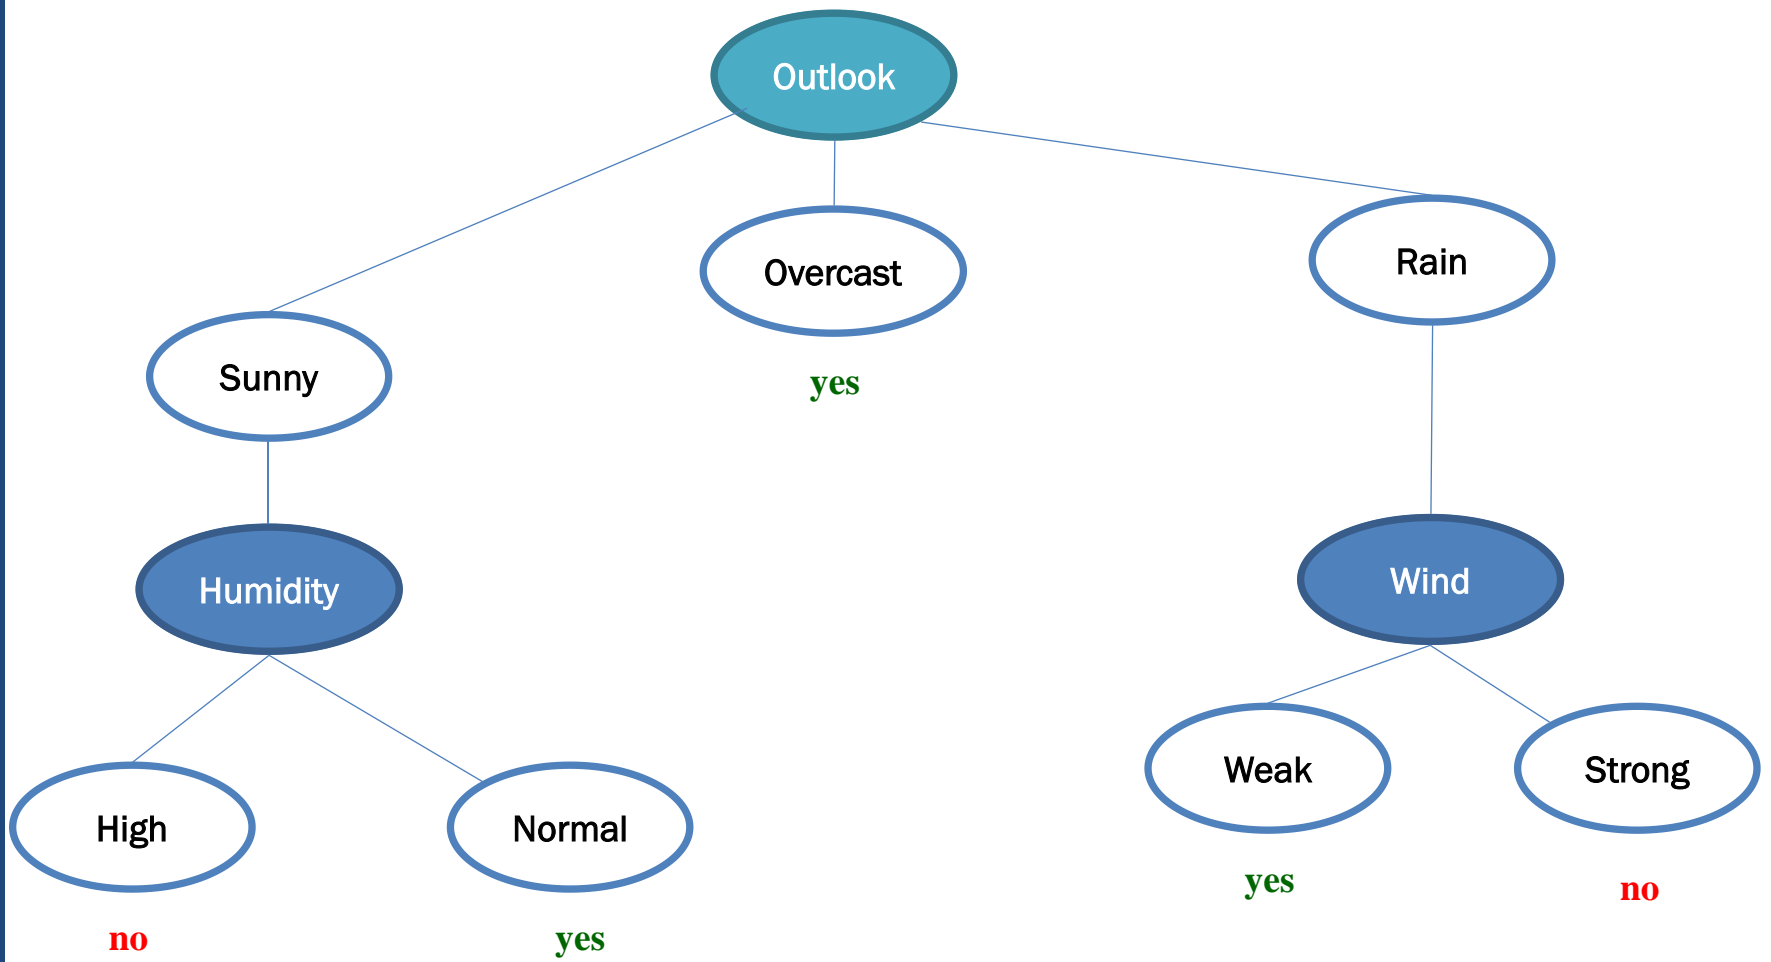 Outlook
Overcast
Rain
Sunny
yes
Humidity
Wind
Weak
Strong
High
Normal
yes
no
no
yes